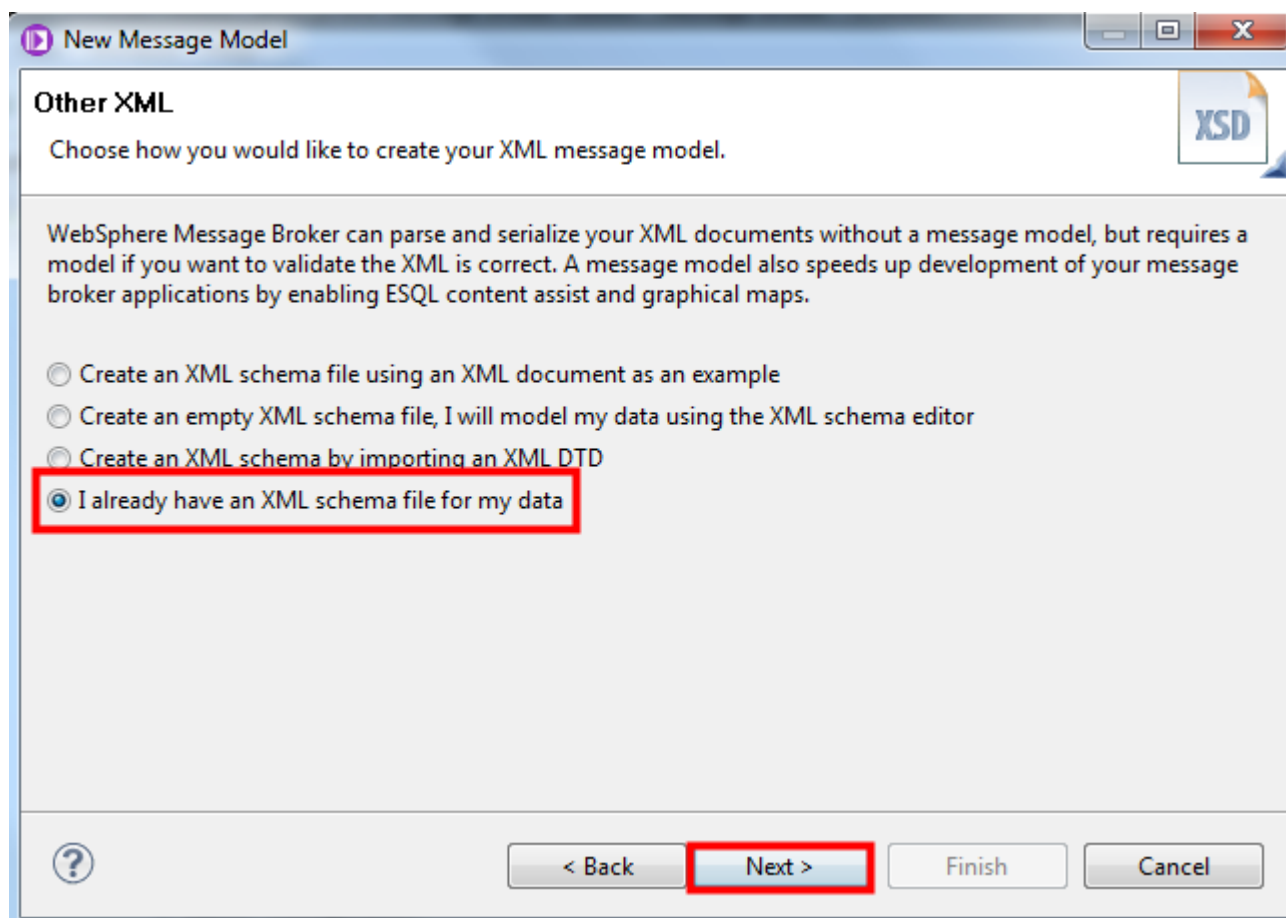 New Message Model
Other XML
XSD
Choose how you would like to create your XML message model.
WebSphere Message Broker can parse and serialize your XML documents without a message model, but requires a
model if you want to validate the XML is correct. A message model also speeds up development of your message
broker applications by enabling ESQL content assist and graphical maps.
Create an XML schema file using an XML document as an example
Create an empty XML schema file, I will model my data using the XML schema editor
Create an XML schema by importing an XML DTD
I already have an XML schema file for my data
? < Back Next > Finish Cancel